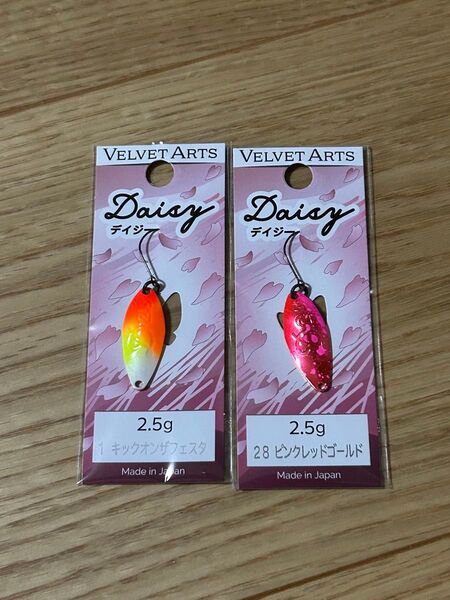 VELVET ARTS
Daisy
デイジー
2.5g
1 キックオンザフェスタ
Made in Japan
VELVET ARTS
Daisy
デイジー
2.5g
28 ピンクレッドゴールド
Made in Japan